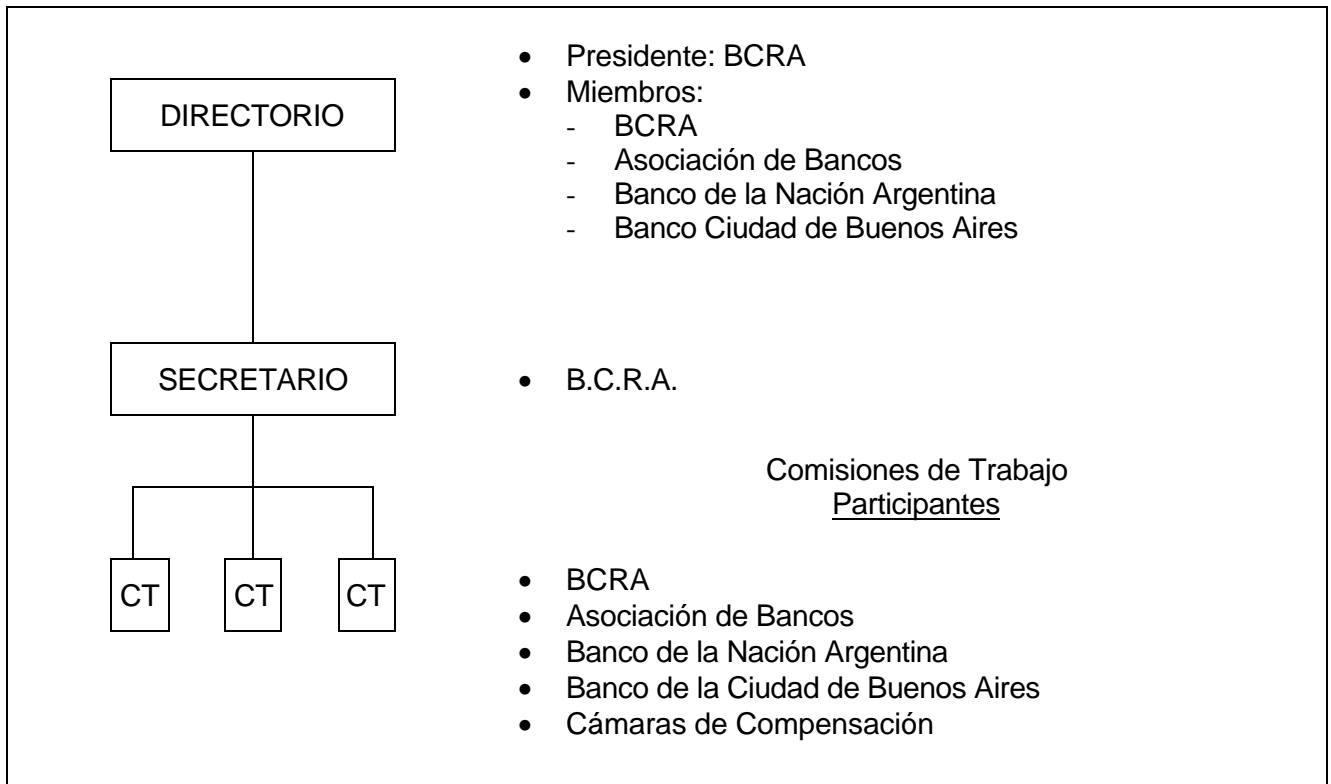 DIRECTORIO
• Presidente: BCRA
• Miembros:
- BCRA
- Asociación de Bancos
- Banco de la Nación Argentina
- Banco Ciudad de Buenos Aires
SECRETARIO
• B.C.R.A.
Comisiones de Trabajo
Participantes
CT CT CT
• BCRA
• Asociación de Bancos
• Banco de la Nación Argentina
• Banco de la Ciudad de Buenos Aires
• Cámaras de Compensación